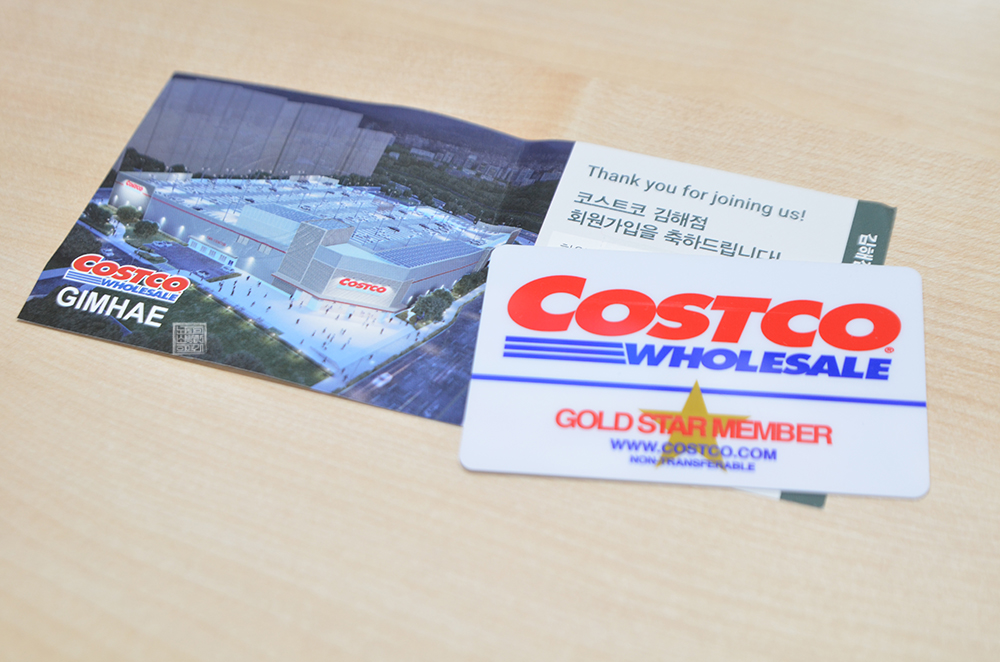 COSTCO
COSTCO
WHOLESALE
GIMHAE
Thank you for joining us!
코스트코 김해점
회원가입을 축하드립니다!
COSTCO
WHOLESALE
GOLD STAR MEMBER
WWW.COSTCO.COM
NON-TRANSFERABLE